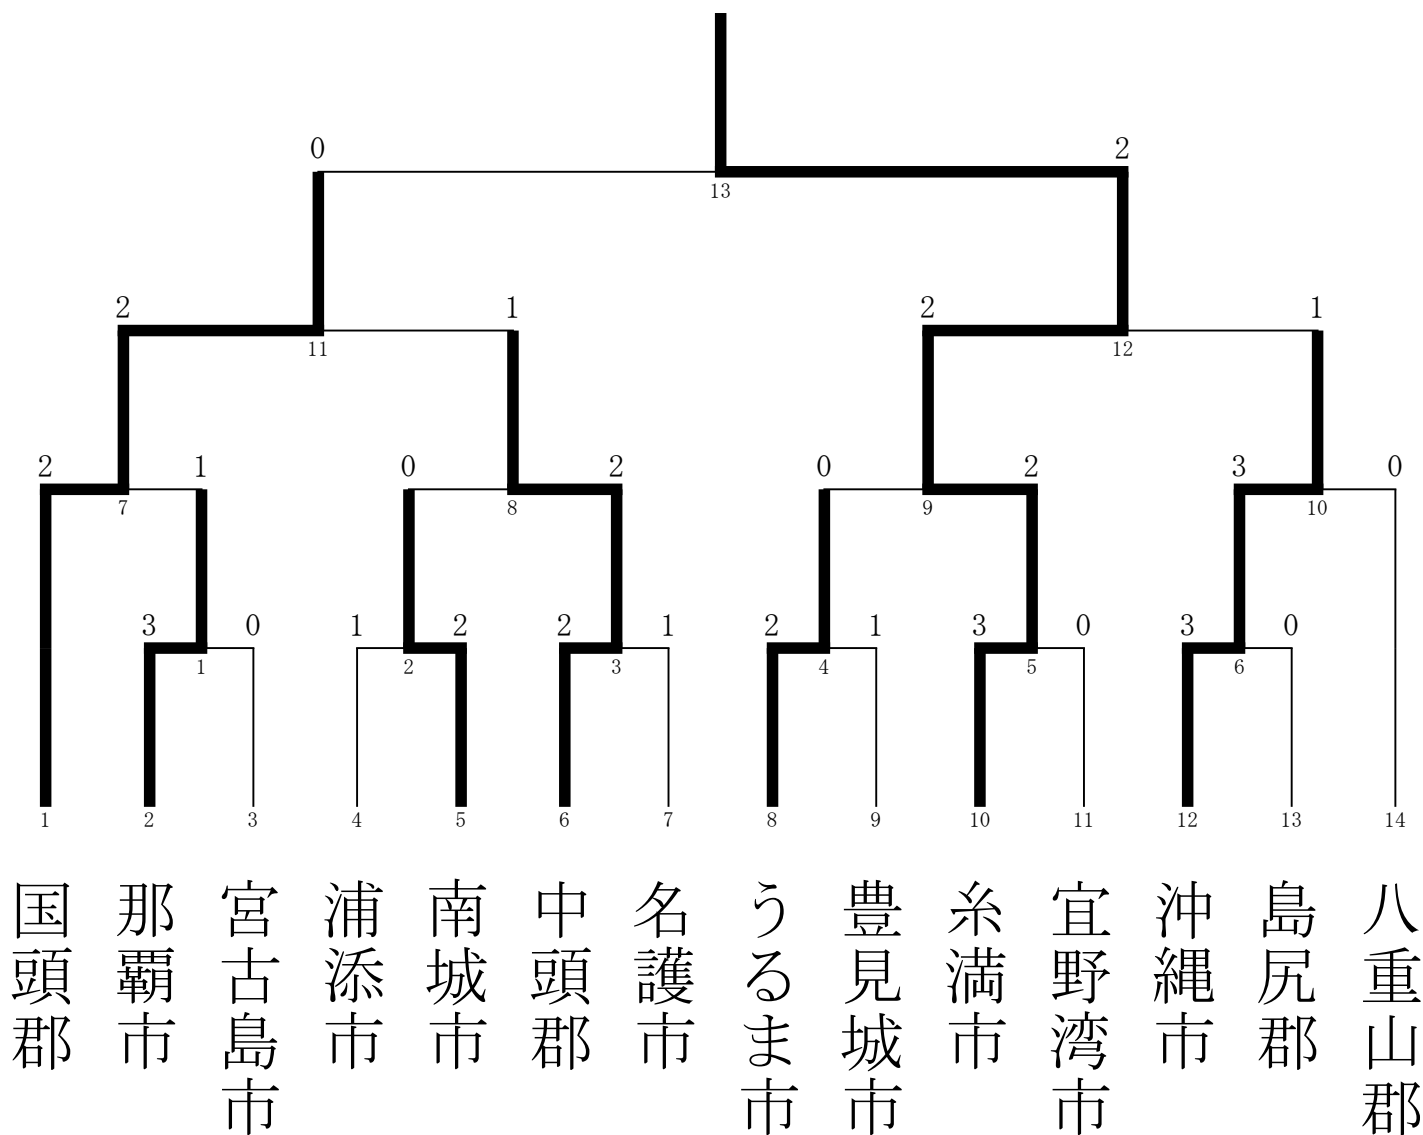 0 2
13
2 1 2 1
11 12
2 1 0 2 0 2 3 0
7 8 9 10
3 0 1 2 2 1 2 1 3 0 3 0
1 2 3 4 5 6
1 2 3 4 5 6 7 8 9 10 11 12 13 14
国頭郡
那覇市
宮古島市
浦添市
南城市
中頭郡
名護市
うるま市
豊見城市
糸満市
宜野湾市
沖縄市
島尻郡
八重山郡